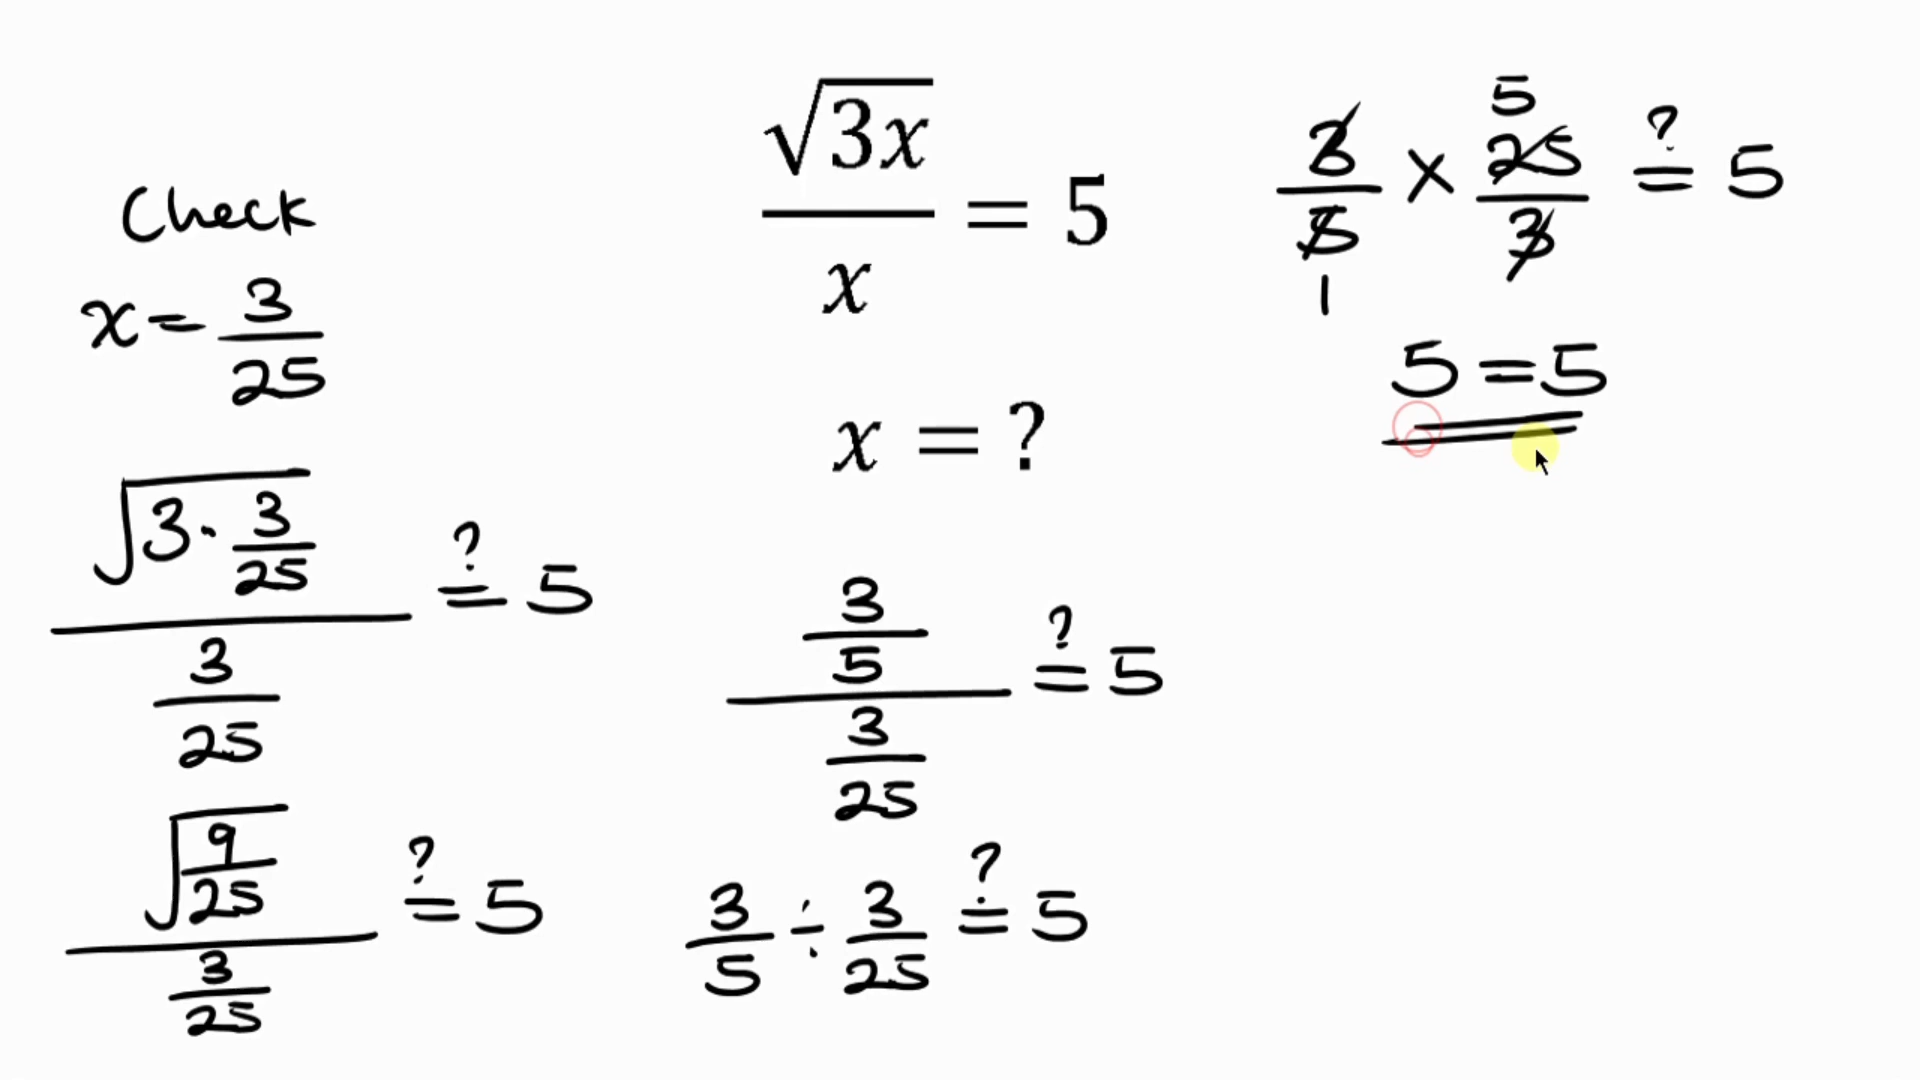 Check
x = 3/25
√(3 · 3/25) / (3/25) ?= 5
√(9/25) / (3/25) ?= 5
√(3x) / x = 5
x = ?
(3/5) / (3/25) ?= 5
3/5 ÷ 3/25 ?= 5
5
3/5 × 25/3 ?= 5
1
5 = 5